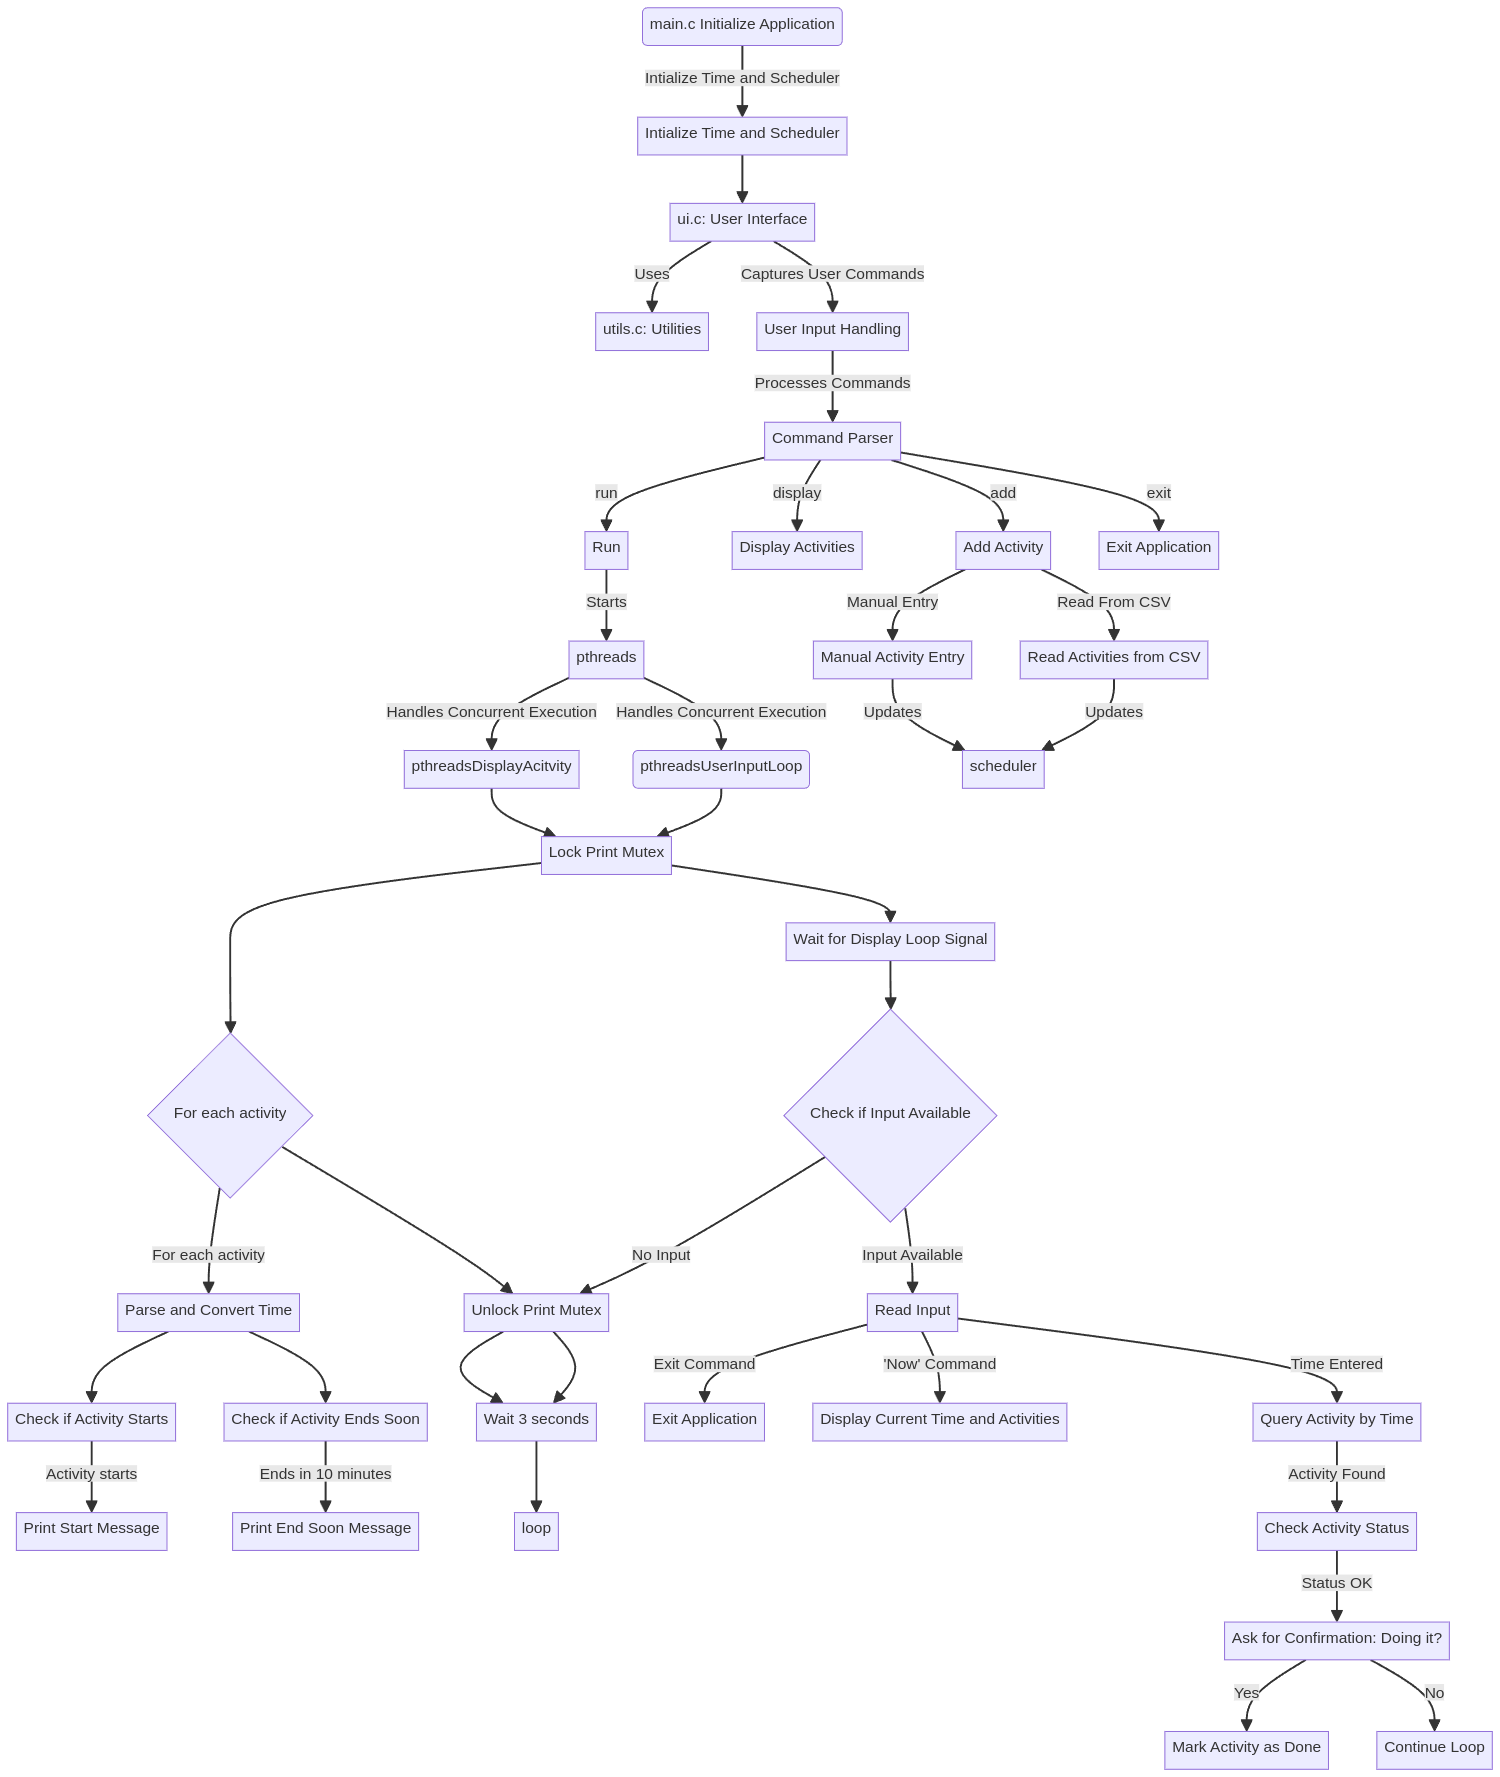 main.c Initialize Application
Intialize Time and Scheduler
Intialize Time and Scheduler
ui.c: User Interface
Uses
Captures User Commands
utils.c: Utilities
User Input Handling
Processes Commands
Command Parser
run
display
add
exit
Run
Display Activities
Add Activity
Exit Application
Starts
Manual Entry
Read From CSV
pthreads
Manual Activity Entry
Read Activities from CSV
Handles Concurrent Execution
Handles Concurrent Execution
Updates
Updates
pthreadsDisplayAcitvity
pthreadsUserInputLoop
scheduler
Lock Print Mutex
Wait for Display Loop Signal
For each activity
Check if Input Available
For each activity
No Input
Input Available
Parse and Convert Time
Unlock Print Mutex
Read Input
Exit Command
'Now' Command
Time Entered
Check if Activity Starts
Check if Activity Ends Soon
Wait 3 seconds
Exit Application
Display Current Time and Activities
Query Activity by Time
Activity starts
Ends in 10 minutes
Activity Found
Print Start Message
Print End Soon Message
loop
Check Activity Status
Status OK
Ask for Confirmation: Doing it?
Yes
No
Mark Activity as Done
Continue Loop